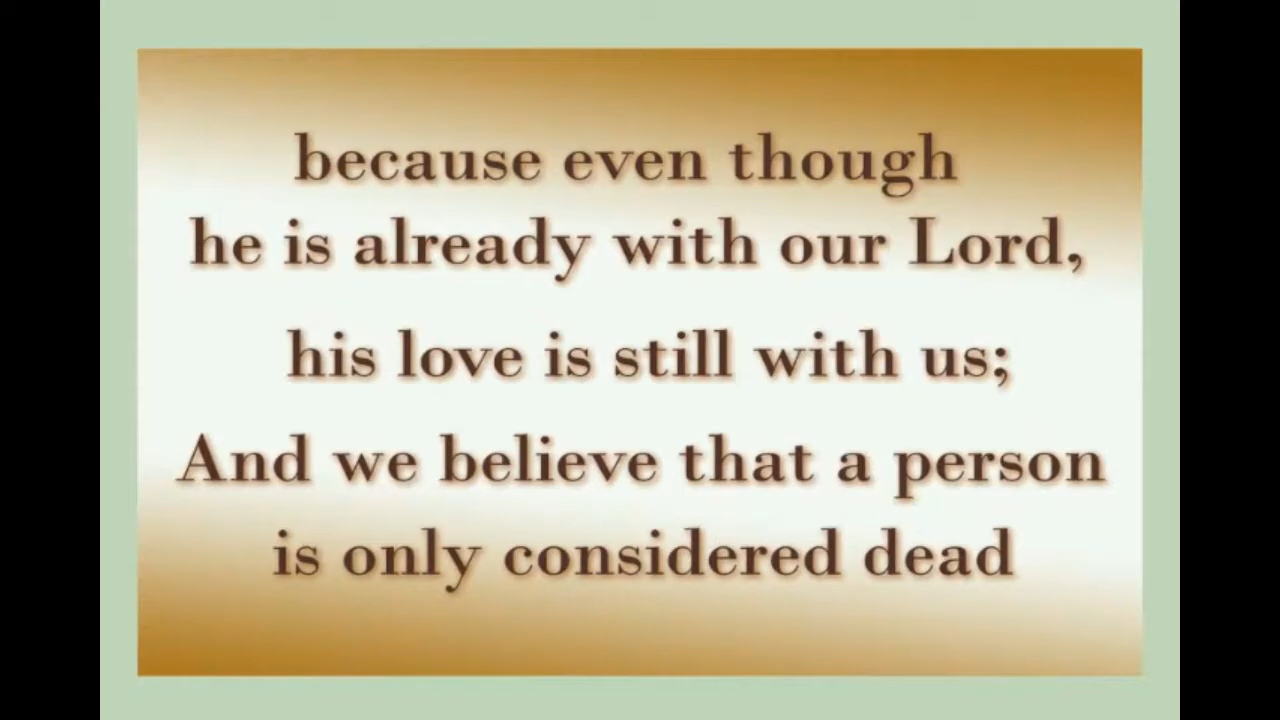 because even though
he is already with our Lord,
his love is still with us;
And we believe that a person
is only considered dead